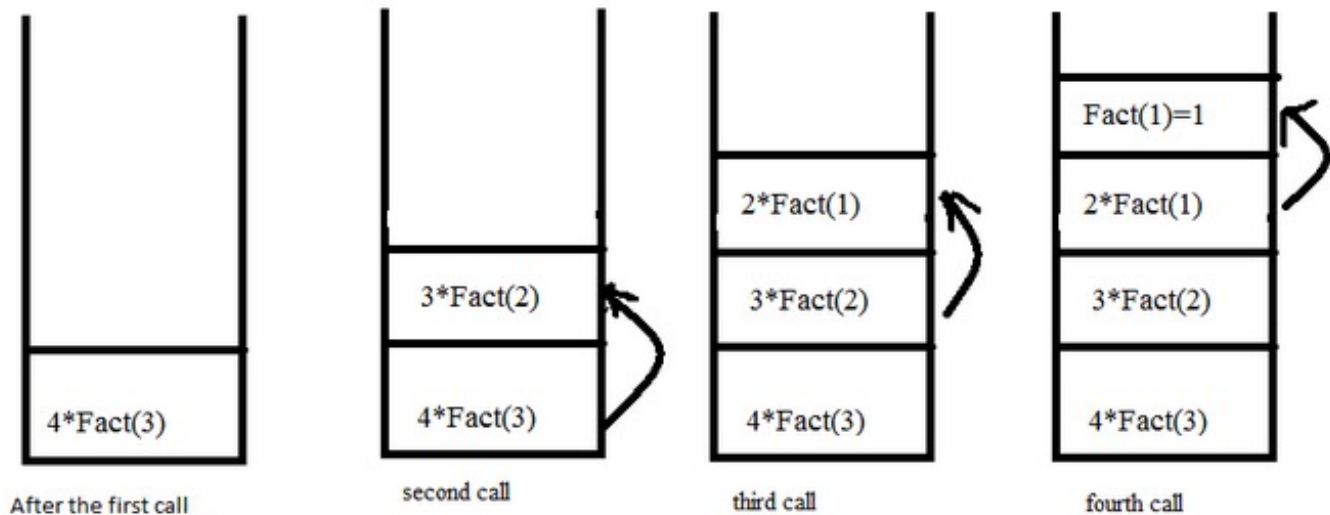 Fact(1)=1
2*Fact(1)
2*Fact(1)
3*Fact(2)
3*Fact(2)
3*Fact(2)
4*Fact(3)
4*Fact(3)
4*Fact(3)
4*Fact(3)
After the first call
second call
third call
fourth call